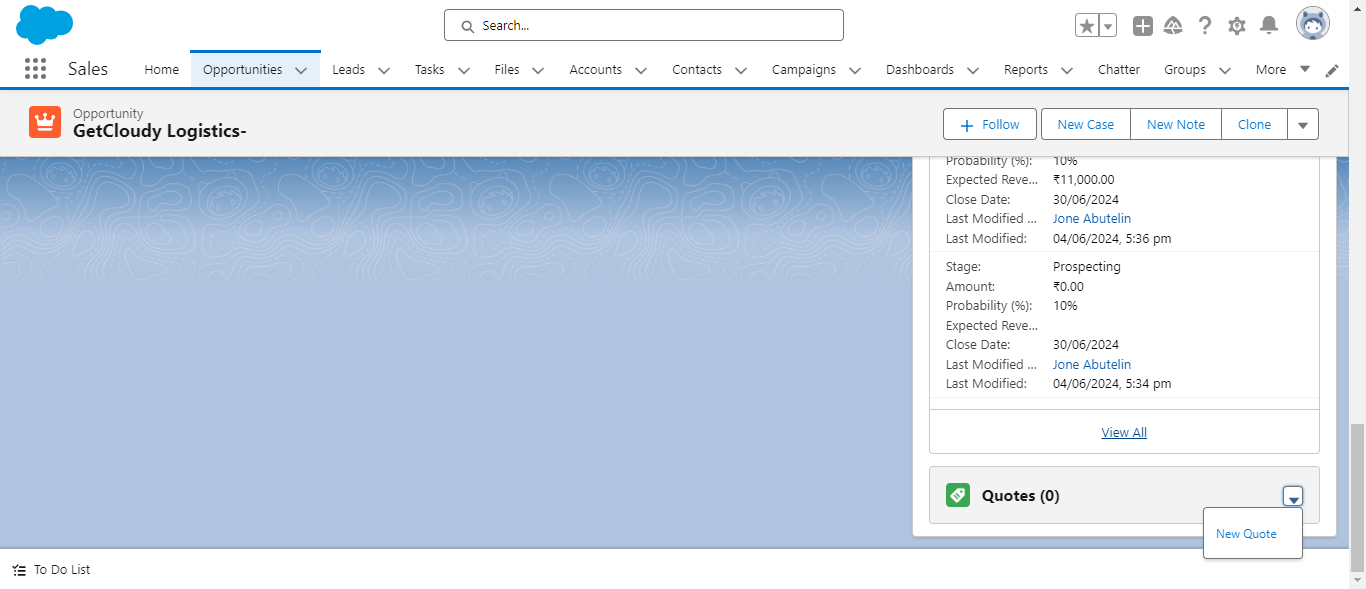 Search...
Sales
Home
Opportunities
Leads
Tasks
Files
Accounts
Contacts
Campaigns
Dashboards
Reports
Chatter
Groups
More
Opportunity
GetCloudy Logistics-
Follow
New Case
New Note
Clone
Probability (%): 10%
Expected Reve... ₹11,000.00
Close Date: 30/06/2024
Last Modified ... Jone Abutelin
Last Modified: 04/06/2024, 5:36 pm
Stage: Prospecting
Amount: ₹0.00
Probability (%): 10%
Expected Reve...
Close Date: 30/06/2024
Last Modified ... Jone Abutelin
Last Modified: 04/06/2024, 5:34 pm
View All
Quotes (0)
New Quote
To Do List